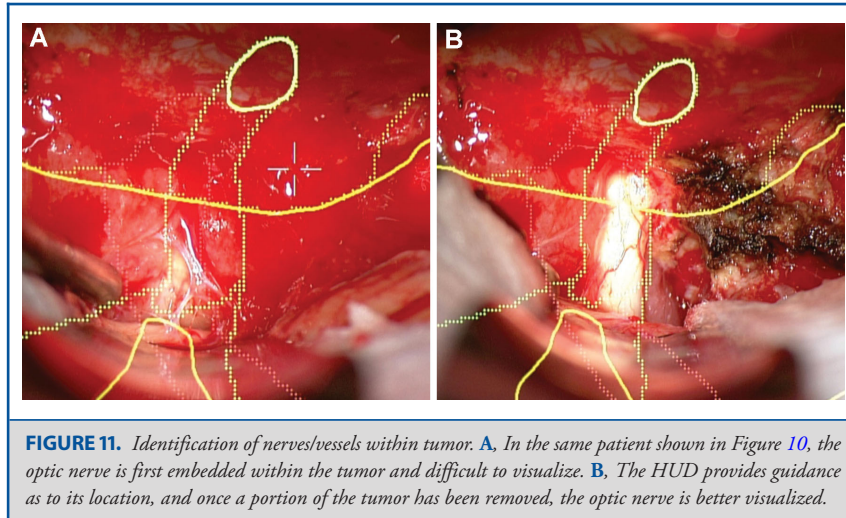 A
B
FIGURE 11. Identification of nerves/vessels within tumor. A, In the same patient shown in Figure 10, the
optic nerve is first embedded within the tumor and difficult to visualize. B, The HUD provides guidance
as to its location, and once a portion of the tumor has been removed, the optic nerve is better visualized.